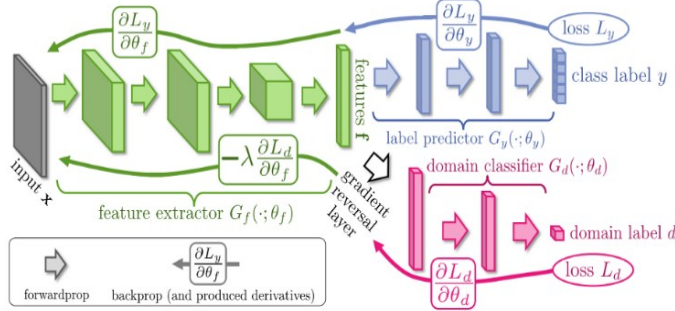 ∂L_y/∂θ_f
∂L_y/∂θ_y
loss L_y
class label y
features f
label predictor G_y(·;θ_y)
−λ ∂L_d/∂θ_f
input x
feature extractor G_f(·;θ_f)
gradient
reversal
layer
domain classifier G_d(·;θ_d)
domain label d
∂L_d/∂θ_d
loss L_d
∂L_y/∂θ_f
forwardprop
backprop (and produced derivatives)